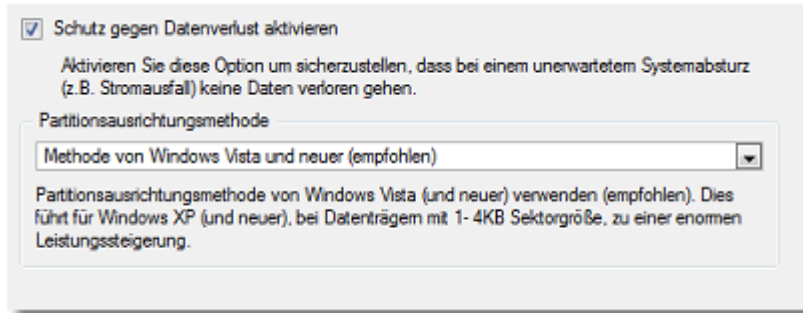 Schutz gegen Datenverlust aktivieren
Aktivieren Sie diese Option um sicherzustellen, dass bei einem unerwartetem Systemabsturz
(z.B. Stromausfall) keine Daten verloren gehen.
Partitionsausrichtungsmethode
Methode von Windows Vista und neuer (empfohlen)
Partitionsausrichtungsmethode von Windows Vista (und neuer) verwenden (empfohlen). Dies
führt für Windows XP (und neuer), bei Datenträgern mit 1- 4KB Sektorgröße, zu einer enormen
Leistungssteigerung.